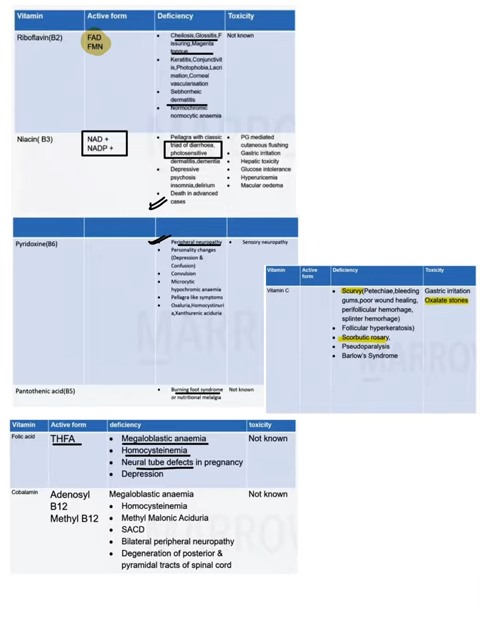 Vitamin Active form Deficiency Toxicity
Riboflavin(B2) FAD
FMN
Cheilosis,Glossitis,F
issuring,Magenta
tongue
Keratitis,Conjunctivit
is,Photophobia,Lacri
mation,Corneal
vascularisation
Sebhorreic
dermatitis
Normochromic
normocytic anaemia
Not known
Niacin( B3) NAD +
NADP +
Pellagra with classic
triad of diarrhoea,
photosensitive
dermatitis,dementia
Depressive
psychosis
insomnia,delirium
Death in advanced
cases
PG mediated
cutaneous flushing
Gastric irritation
Hepatic toxicity
Glucose intolerance
Hyperuricemia
Macular oedema
Pyridoxine(B6)
Peripheral neuropathy
Personality changes
(Depression &
Confusion)
Convulsion
Microcytic
hypochromic anaemia
Pellagra like symptoms
Oxaluria,Homocystinuri
a,Xanthurenic aciduria
Sensory neuropathy
Pantothenic acid(B5)
Burning foot syndrome
or nutritional melalgia
Not known
Vitamin Active
form
Deficiency Toxicity
Vitamin C
Scurvy(Petechiae,bleeding
gums,poor wound healing,
perifollicular hemorrhage,
splinter hemorrhage)
Follicular hyperkeratosis)
Scorbutic rosary,
Pseudoparalysis
Barlow's Syndrome
Gastric irritation
Oxalate stones
Vitamin Active form deficiency toxicity
Folic acid THFA
Megaloblastic anaemia
Homocysteinemia
Neural tube defects in pregnancy
Depression
Not known
Cobalamin Adenosyl
B12
Methyl B12
Megaloblastic anaemia
Homocysteinemia
Methyl Malonic Aciduria
SACD
Bilateral peripheral neuropathy
Degeneration of posterior &
pyramidal tracts of spinal cord
Not known
MARROW